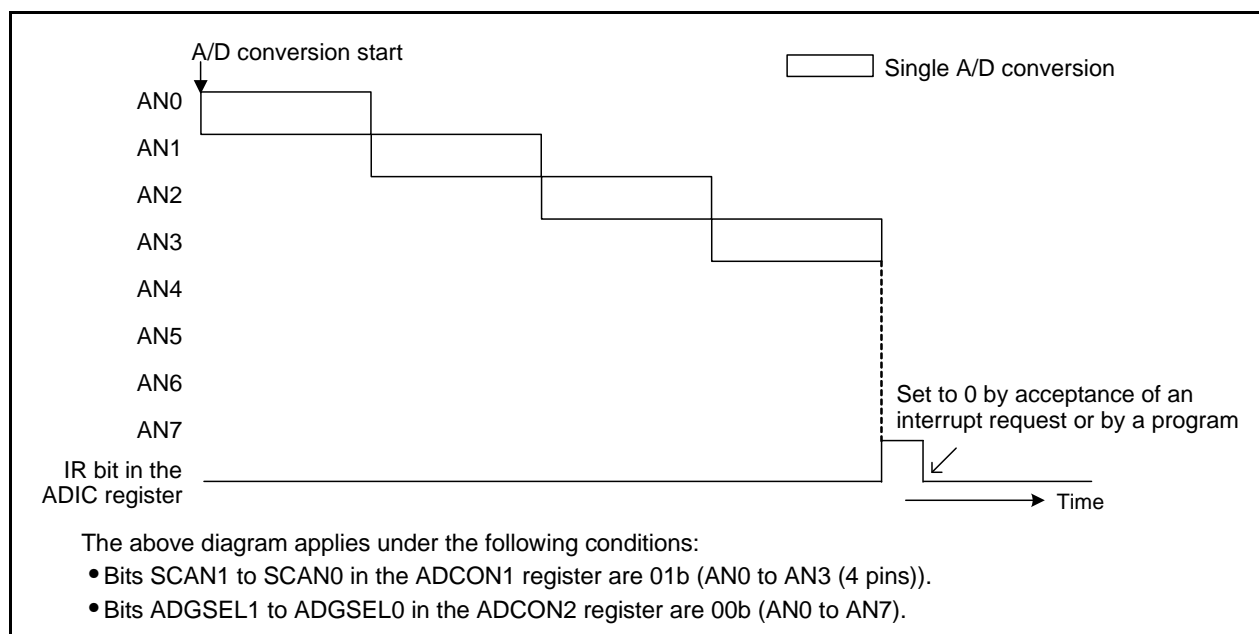 A/D conversion start
Single A/D conversion
AN0
AN1
AN2
AN3
AN4
AN5
AN6
AN7
Set to 0 by acceptance of an
interrupt request or by a program
IR bit in the
ADIC register
Time
The above diagram applies under the following conditions:
• Bits SCAN1 to SCAN0 in the ADCON1 register are 01b (AN0 to AN3 (4 pins)).
• Bits ADGSEL1 to ADGSEL0 in the ADCON2 register are 00b (AN0 to AN7).